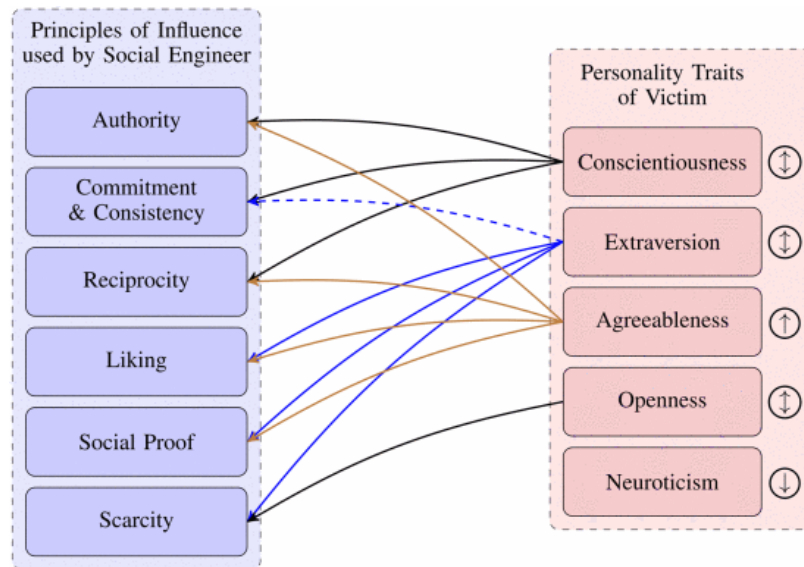 Principles of Influence
used by Social Engineer
Authority
Commitment
& Consistency
Reciprocity
Liking
Social Proof
Scarcity
Personality Traits
of Victim
Conscientiousness
Extraversion
Agreeableness
Openness
Neuroticism